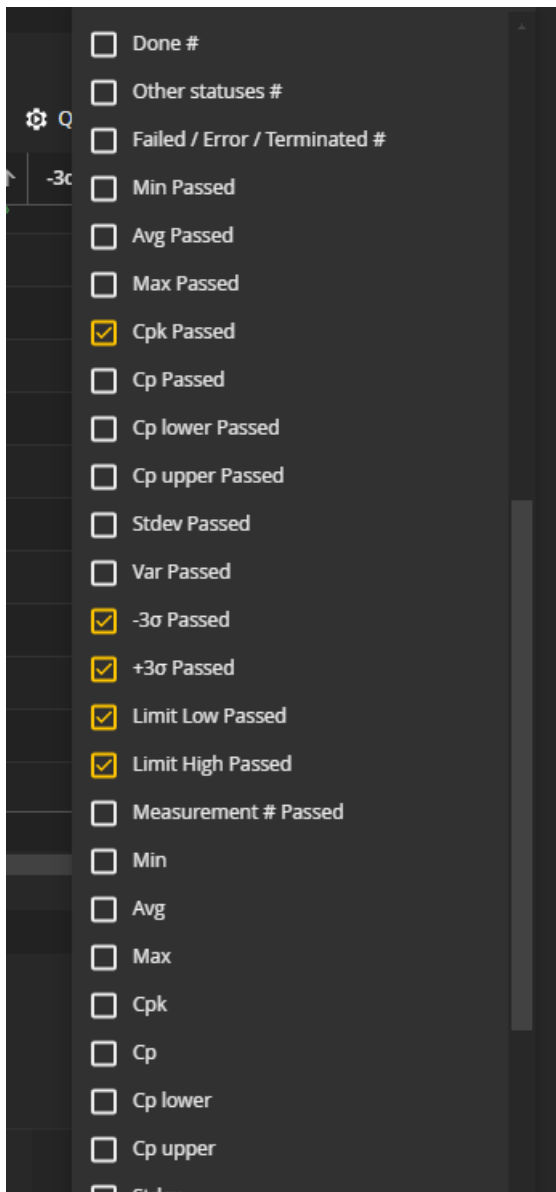 Done #
Other statuses #
Q
Failed / Error / Terminated #
-3σ
Min Passed
Avg Passed
Max Passed
Cpk Passed
Cp Passed
Cp lower Passed
Cp upper Passed
Stdev Passed
Var Passed
-3σ Passed
+3σ Passed
Limit Low Passed
Limit High Passed
Measurement # Passed
Min
Avg
Max
Cpk
Cp
Cp lower
Cp upper